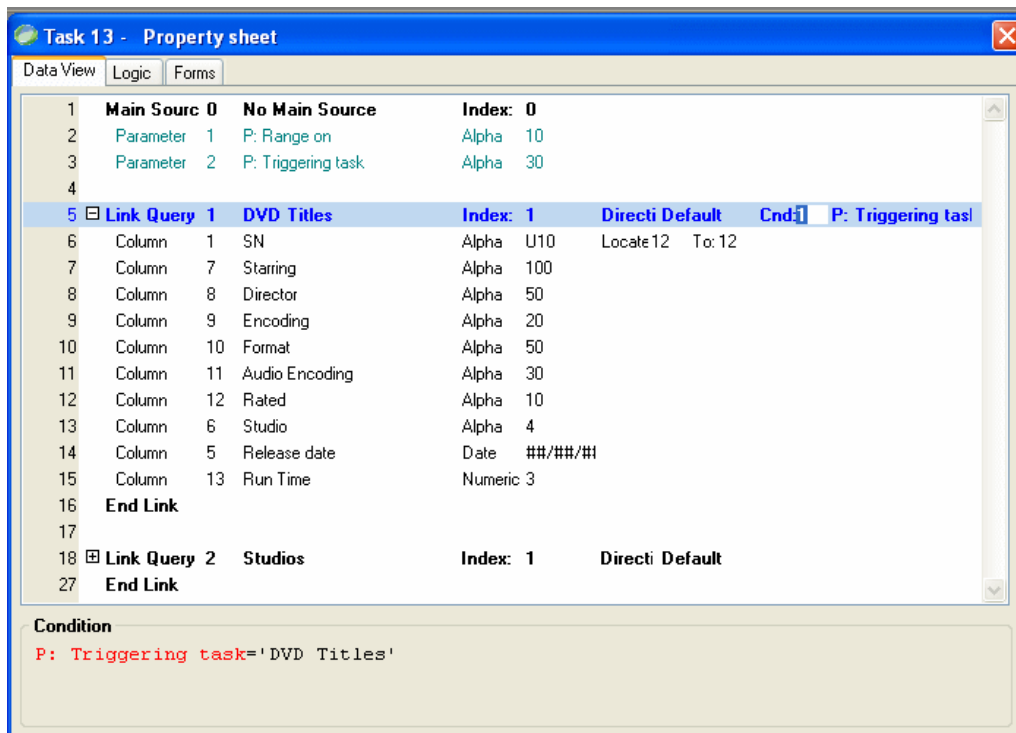 Task 13 - Property sheet
Data View Logic Forms
1 Main Sourc 0 No Main Source Index: 0
2 Parameter 1 P: Range on Alpha 10
3 Parameter 2 P: Triggering task Alpha 30
4
5 Link Query 1 DVD Titles Index: 1 Directi Default Cnd: 1 P: Triggering tasl
6 Column 1 SN Alpha U10 Locate 12 To: 12
7 Column 7 Starring Alpha 100
8 Column 8 Director Alpha 50
9 Column 9 Encoding Alpha 20
10 Column 10 Format Alpha 50
11 Column 11 Audio Encoding Alpha 30
12 Column 12 Rated Alpha 10
13 Column 6 Studio Alpha 4
14 Column 5 Release date Date ##/##/##
15 Column 13 Run Time Numeric 3
16 End Link
17
18 Link Query 2 Studios Index: 1 Directi Default
27 End Link
Condition
P: Triggering task='DVD Titles'